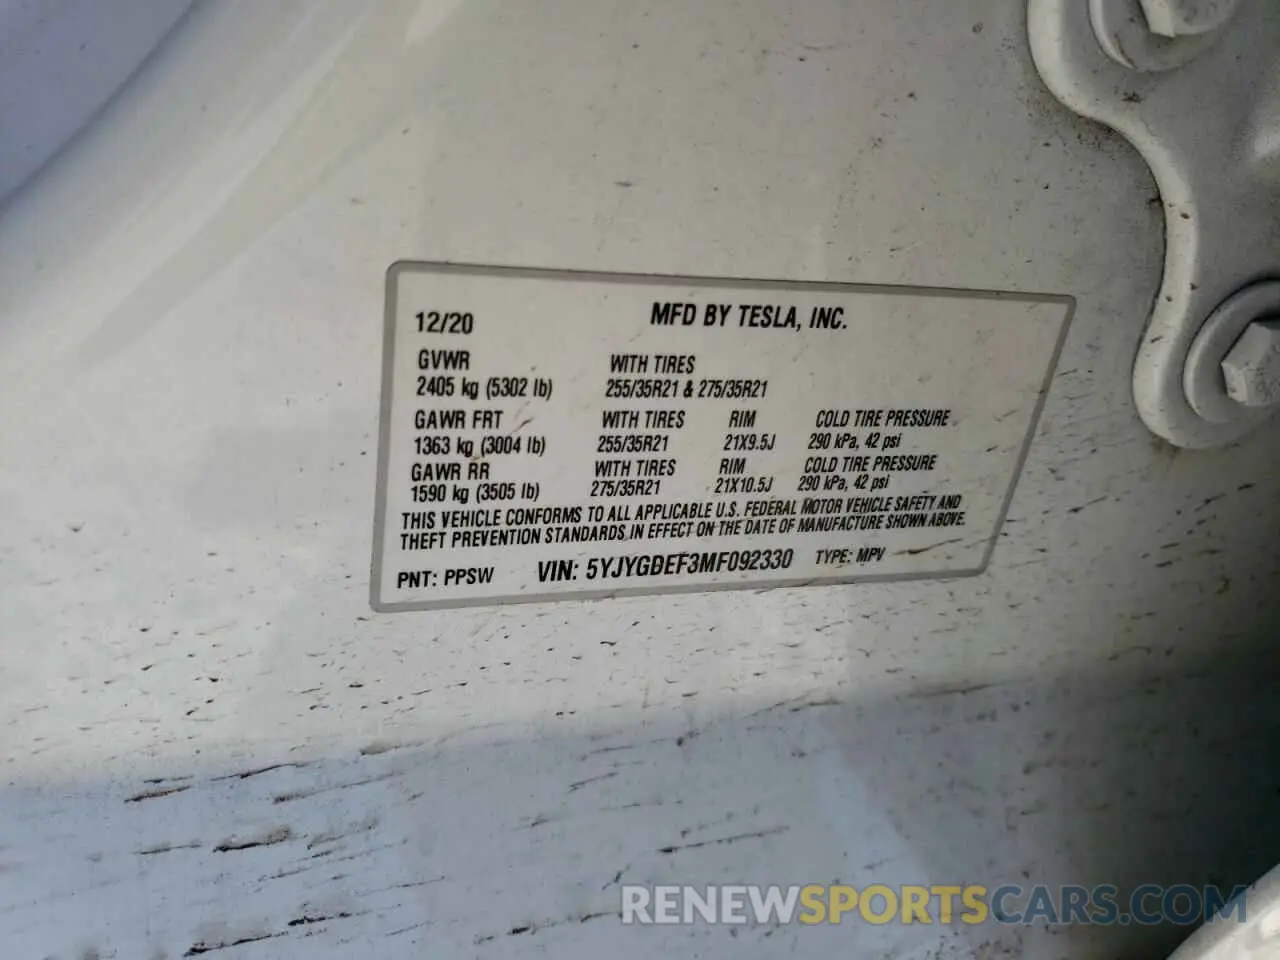 12/20 MFD BY TESLA, INC.
GVWR WITH TIRES
2405 kg (5302 lb) 255/35R21 & 275/35R21
GAWR FRT WITH TIRES RIM COLD TIRE PRESSURE
1363 kg (3004 lb) 255/35R21 21X9.5J 290 kPa, 42 psi
GAWR RR WITH TIRES RIM COLD TIRE PRESSURE
1590 kg (3505 lb) 275/35R21 21X10.5J 290 kPa, 42 psi
THIS VEHICLE CONFORMS TO ALL APPLICABLE U.S. FEDERAL MOTOR VEHICLE SAFETY AND
THEFT PREVENTION STANDARDS IN EFFECT ON THE DATE OF MANUFACTURE SHOWN ABOVE.
PNT: PPSW VIN: 5YJYGDEF3MF092330 TYPE: MPV
RENEWSPORTSCARS.COM